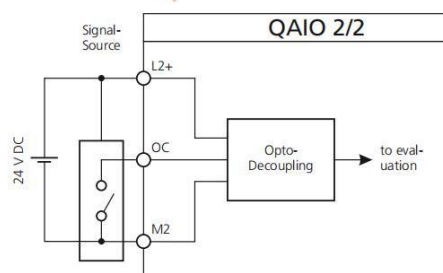 Signal-
Source
QAIO 2/2
L2+
24 V DC
OC
Opto-
Decoupling
to eval-
uation
M2